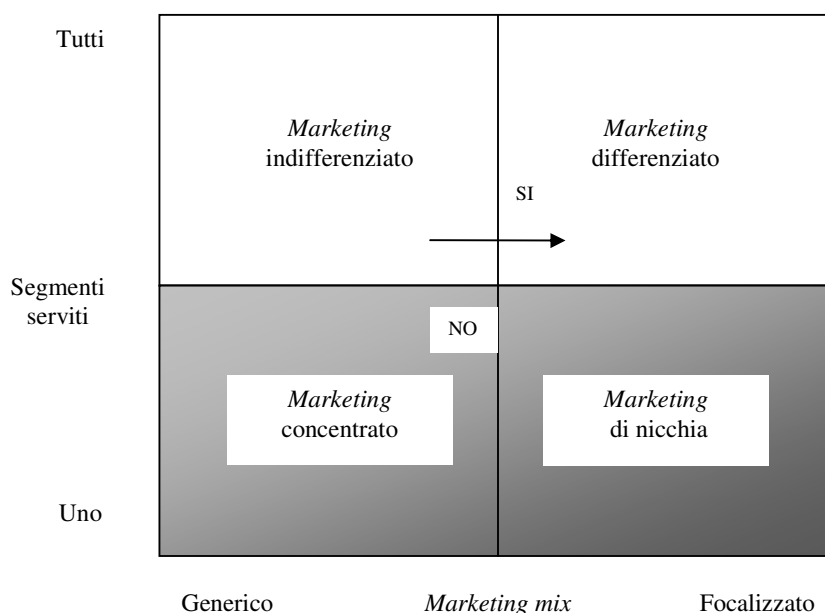 Tutti
Marketing
indifferenziato
Marketing
differenziato
SI
Segmenti
serviti
NO
Marketing
concentrato
Marketing
di nicchia
Uno
Generico
Marketing mix
Focalizzato